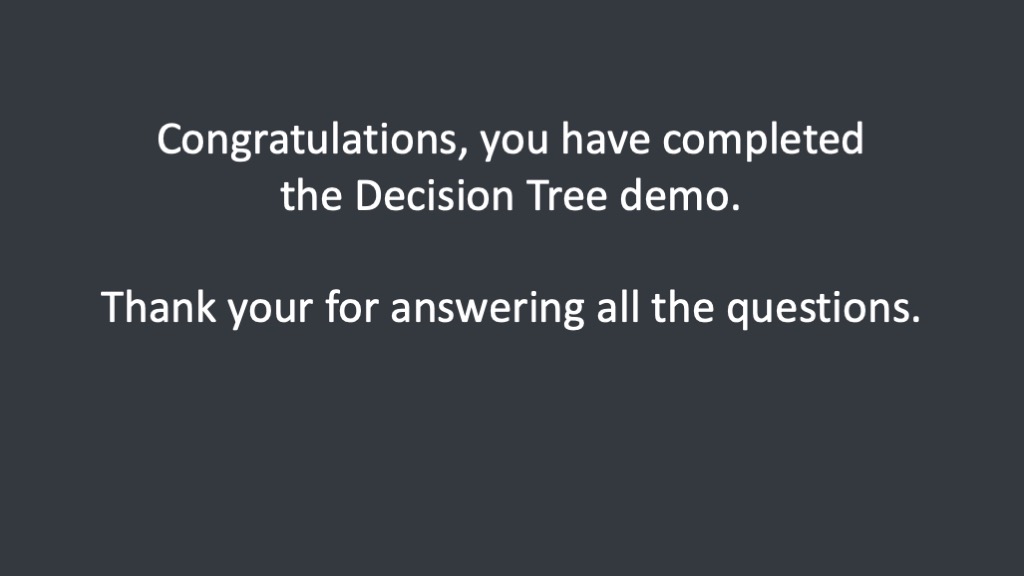 Congratulations, you have completed
the Decision Tree demo.
Thank your for answering all the questions.